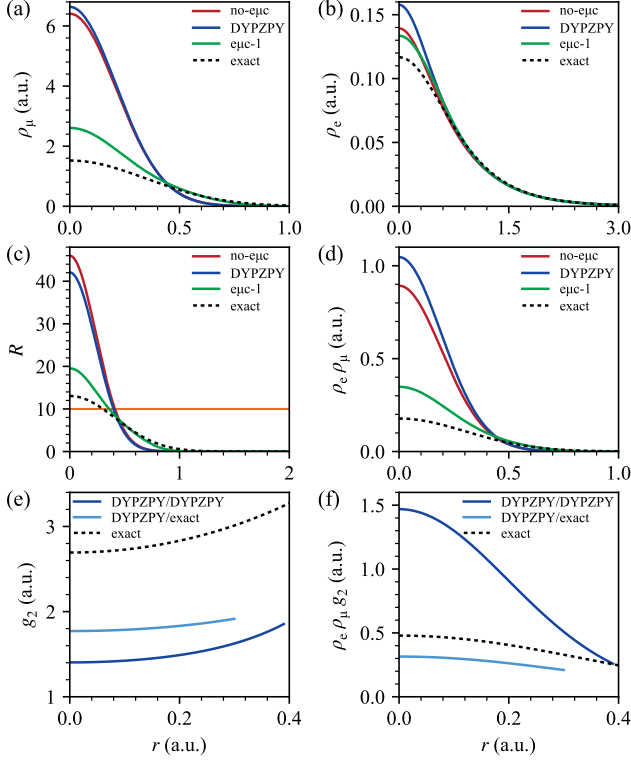 (a)
no-eμc
DYPZPY
eμc-1
exact
ρμ (a.u.)
6
4
2
0
0.0 0.5 1.0
(b)
no-eμc
DYPZPY
eμc-1
exact
ρe (a.u.)
0.15
0.10
0.05
0.00
0.0 1.5 3.0
(c)
no-eμc
DYPZPY
eμc-1
exact
R
40
30
20
10
0
0 1 2
(d)
no-eμc
DYPZPY
eμc-1
exact
ρe ρμ (a.u.)
1.0
0.5
0.0
0.0 0.5 1.0
(e)
DYPZPY/DYPZPY
DYPZPY/exact
exact
g2 (a.u.)
3
2
1
0.0 0.2 0.4
r (a.u.)
(f)
DYPZPY/DYPZPY
DYPZPY/exact
exact
ρe ρμ g2 (a.u.)
1.5
1.0
0.5
0.0
0.0 0.2 0.4
r (a.u.)